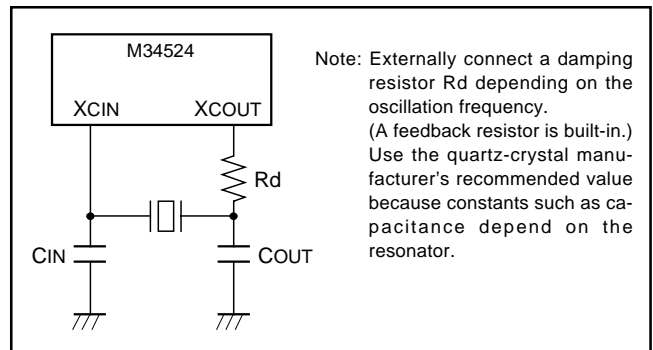 M34524
XCIN
XCOUT
Rd
CIN
COUT
Note: Externally connect a damping
resistor Rd depending on the
oscillation frequency.
(A feedback resistor is built-in.)
Use the quartz-crystal manu-
facturer's recommended value
because constants such as ca-
pacitance depend on the
resonator.